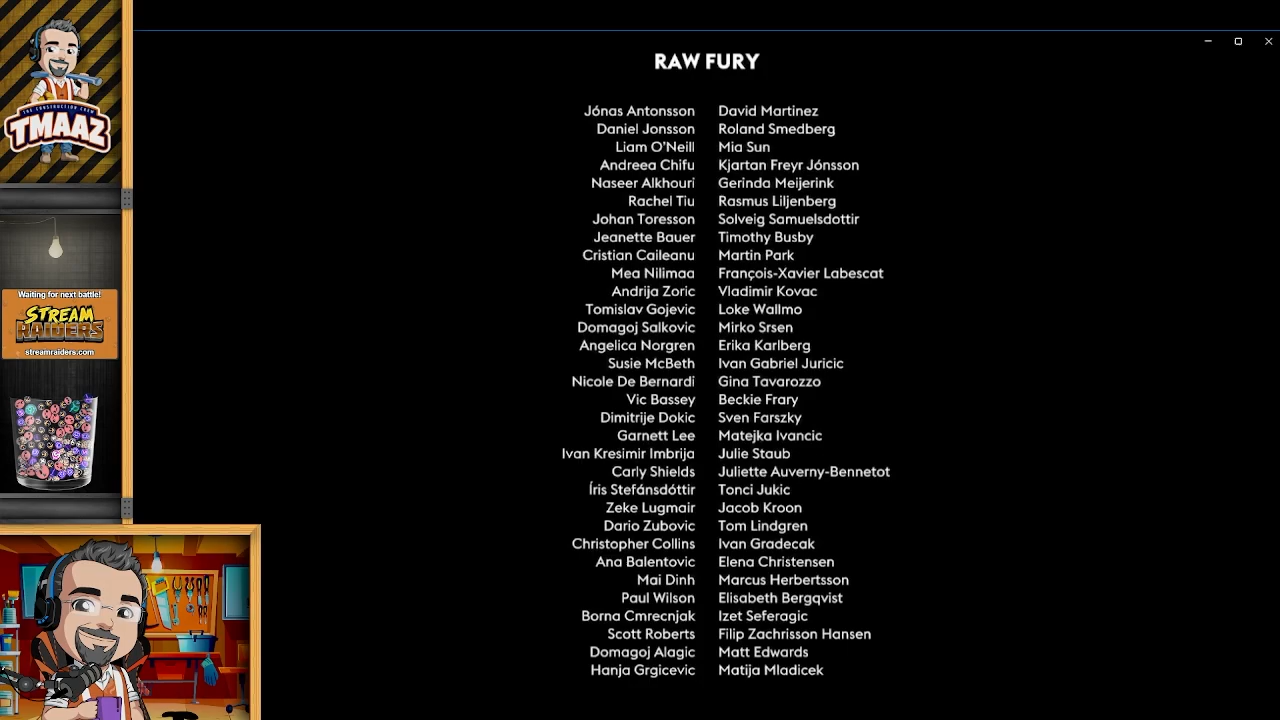 THE CONSTRUCTION CREW
TMAAZ
Waiting for next battle!
STREAM
RAIDERS
streamraiders.com
RAW FURY
Jónas Antonsson David Martinez
Daniel Jonsson Roland Smedberg
Liam O'Neill Mia Sun
Andreea Chifu Kjartan Freyr Jónsson
Naseer Alkhouri Gerinda Meijerink
Rachel Tiu Rasmus Liljenberg
Johan Toresson Solveig Samuelsdottir
Jeanette Bauer Timothy Busby
Cristian Caileanu Martin Park
Mea Nilimaa François-Xavier Labescat
Andrija Zoric Vladimir Kovac
Tomislav Gojevic Loke Wallmo
Domagoj Salkovic Mirko Srsen
Angelica Norgren Erika Karlberg
Susie McBeth Ivan Gabriel Juricic
Nicole De Bernardi Gina Tavarozzo
Vic Bassey Beckie Frary
Dimitrije Dokic Sven Farszky
Garnett Lee Matejka Ivancic
Ivan Kresimir Imbrija Julie Staub
Carly Shields Juliette Auverny-Bennetot
Íris Stefánsdóttir Tonci Jukic
Zeke Lugmair Jacob Kroon
Dario Zubovic Tom Lindgren
Christopher Collins Ivan Gradecak
Ana Balentovic Elena Christensen
Mai Dinh Marcus Herbertsson
Paul Wilson Elisabeth Bergqvist
Borna Cmrecnjak Izet Seferagic
Scott Roberts Filip Zachrisson Hansen
Domagoj Alagic Matt Edwards
Hanja Grgicevic Matija Mladicek